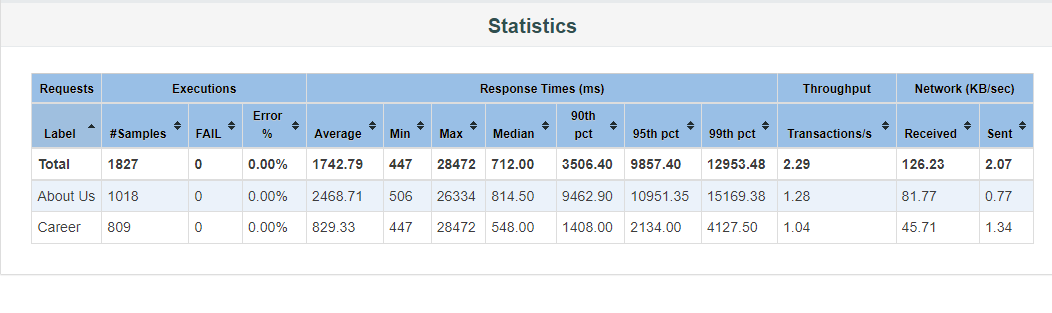 Statistics
Requests Executions Response Times (ms) Throughput Network (KB/sec)
Label #Samples FAIL Error % Average Min Max Median 90th pct 95th pct 99th pct Transactions/s Received Sent
Total 1827 0 0.00% 1742.79 447 28472 712.00 3506.40 9857.40 12953.48 2.29 126.23 2.07
About Us 1018 0 0.00% 2468.71 506 26334 814.50 9462.90 10951.35 15169.38 1.28 81.77 0.77
Career 809 0 0.00% 829.33 447 28472 548.00 1408.00 2134.00 4127.50 1.04 45.71 1.34